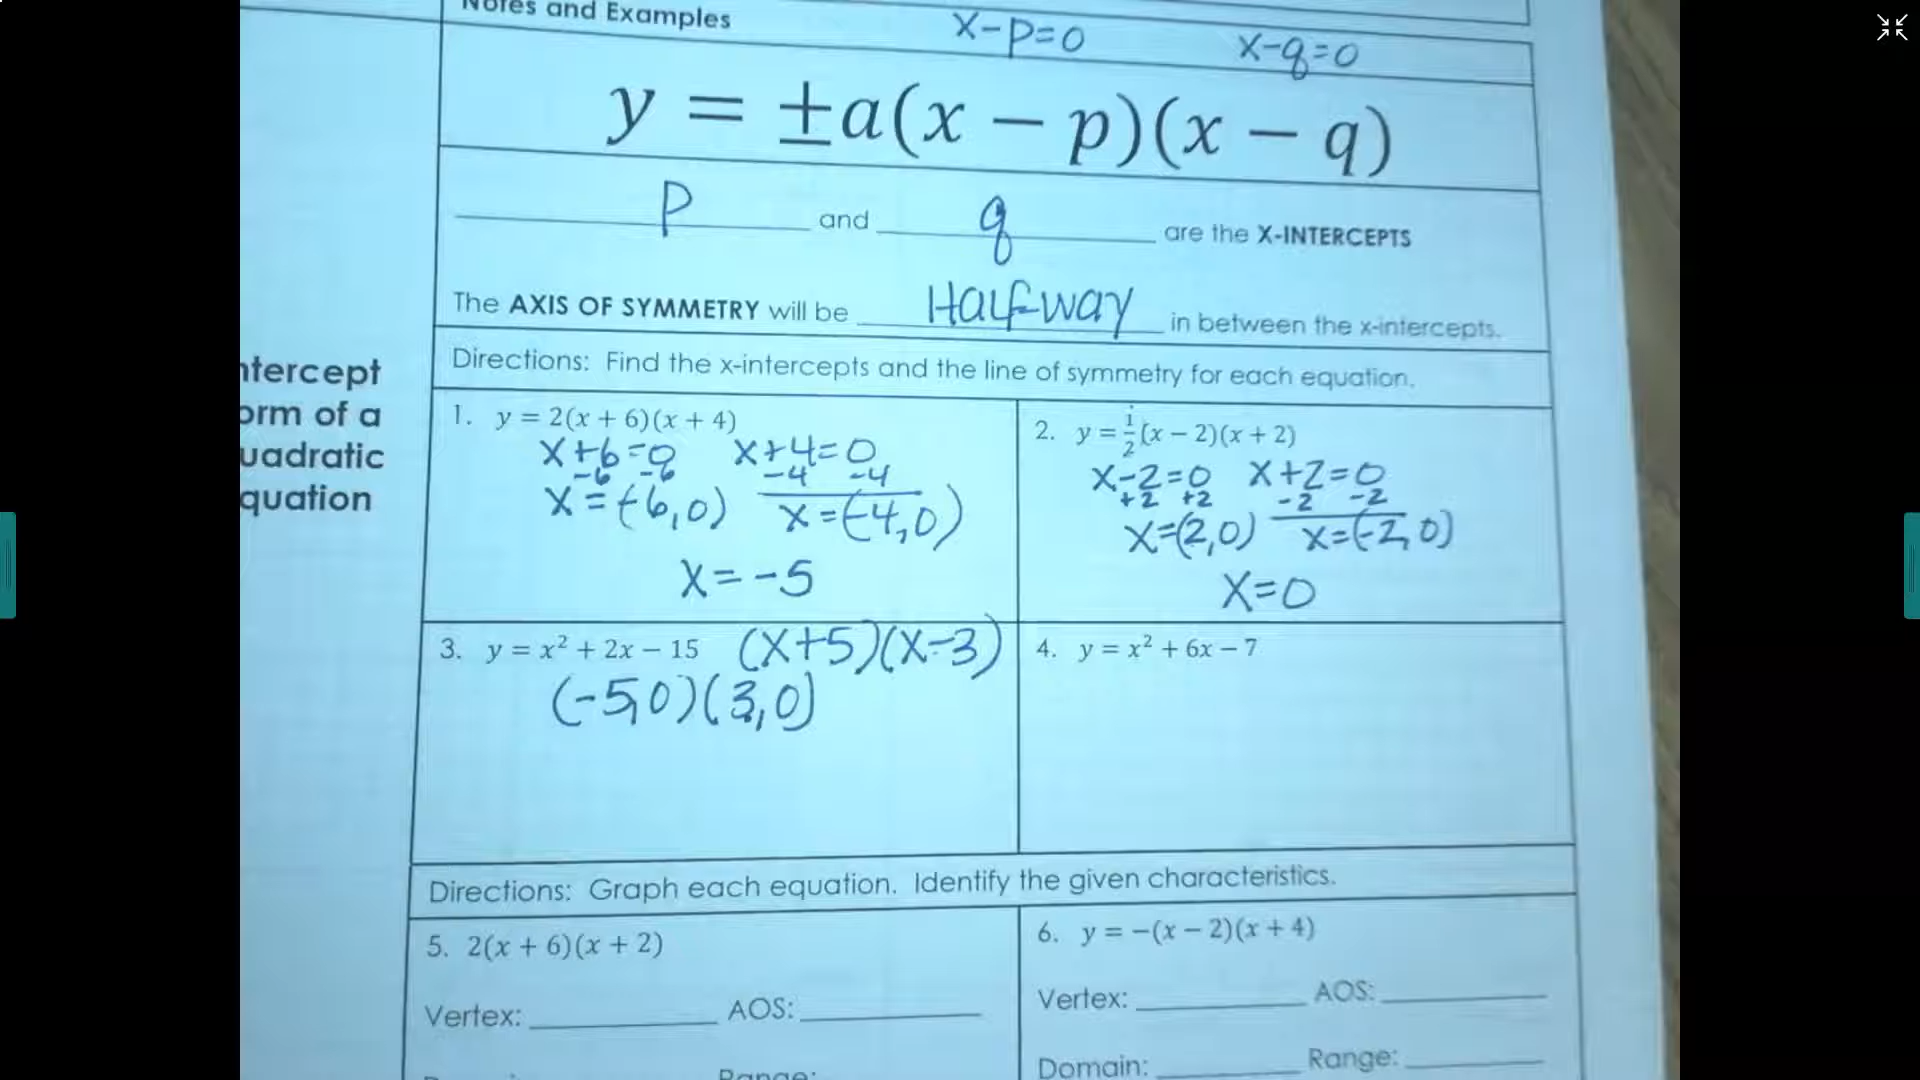 Notes and Examples
x-p=0 x-q=0
y = ±a(x − p)(x − q)
p and q are the X-INTERCEPTS
The AXIS OF SYMMETRY will be Halfway in between the x-intercepts.
ntercept
orm of a
uadratic
quation
Directions: Find the x-intercepts and the line of symmetry for each equation.
1. y = 2(x + 6)(x + 4)
x+6=0 x+4=0
-6 -6 -4 -4
x=(-6,0) x=(-4,0)
x=-5
2. y = 1/2(x − 2)(x + 2)
x-2=0 x+2=0
+2 +2 -2 -2
x=(2,0) x=(-2,0)
x=0
3. y = x² + 2x − 15 (x+5)(x-3)
(-5,0)(3,0)
4. y = x² + 6x − 7
Directions: Graph each equation. Identify the given characteristics.
5. 2(x + 6)(x + 2)
Vertex: AOS:
Range:
6. y = −(x − 2)(x + 4)
Vertex: AOS:
Domain: Range: